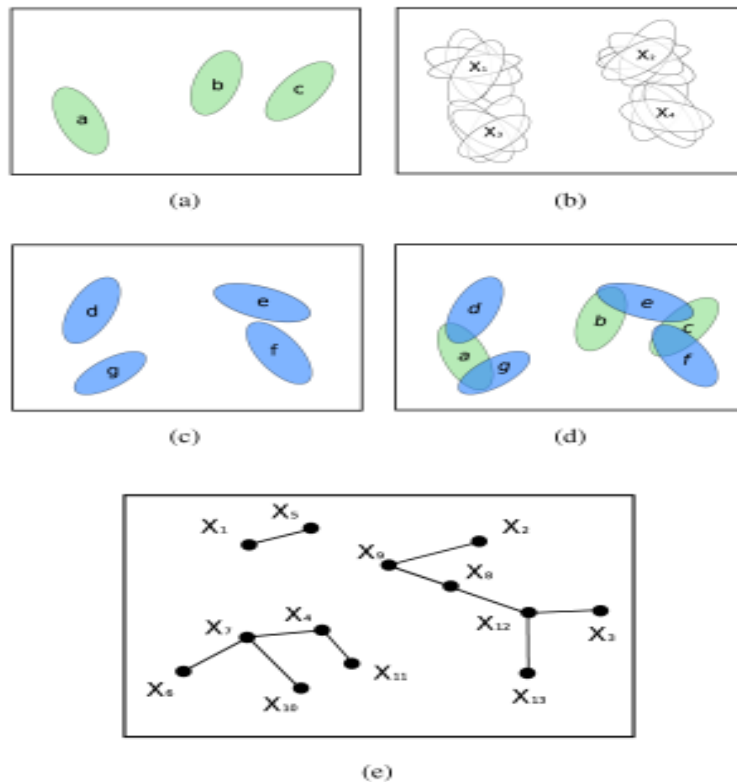 a
b
c
(a)
X₁
X₂
X₃
X₄
(b)
d
e
f
g
(c)
d
a
g
b
e
c
f
(d)
X₁
X₅
X₂
X₉
X₈
X₇
X₄
X₁₂
X₃
X₆
X₁₀
X₁₁
X₁₃
(e)